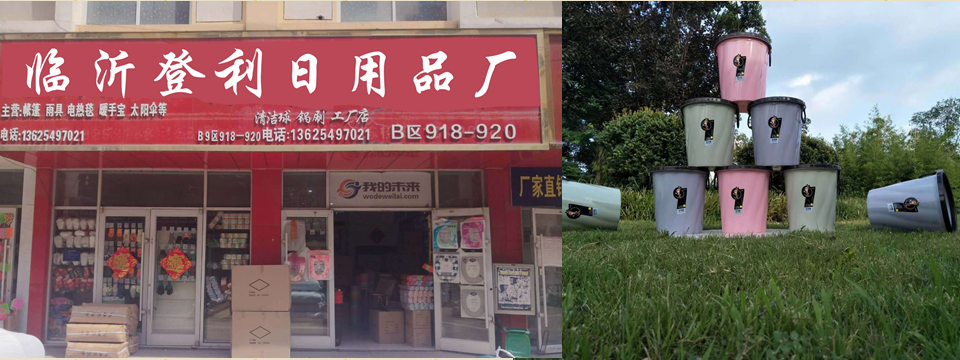 临沂登利日用品厂
主营:帐篷 雨具 电热毯 暖手宝 太阳伞等
清洁球 锅刷 工厂店
电话:13625497021
B9区918-920电话:13625497021
B区918-920
我的未来
wodeweilai.com
厂家直